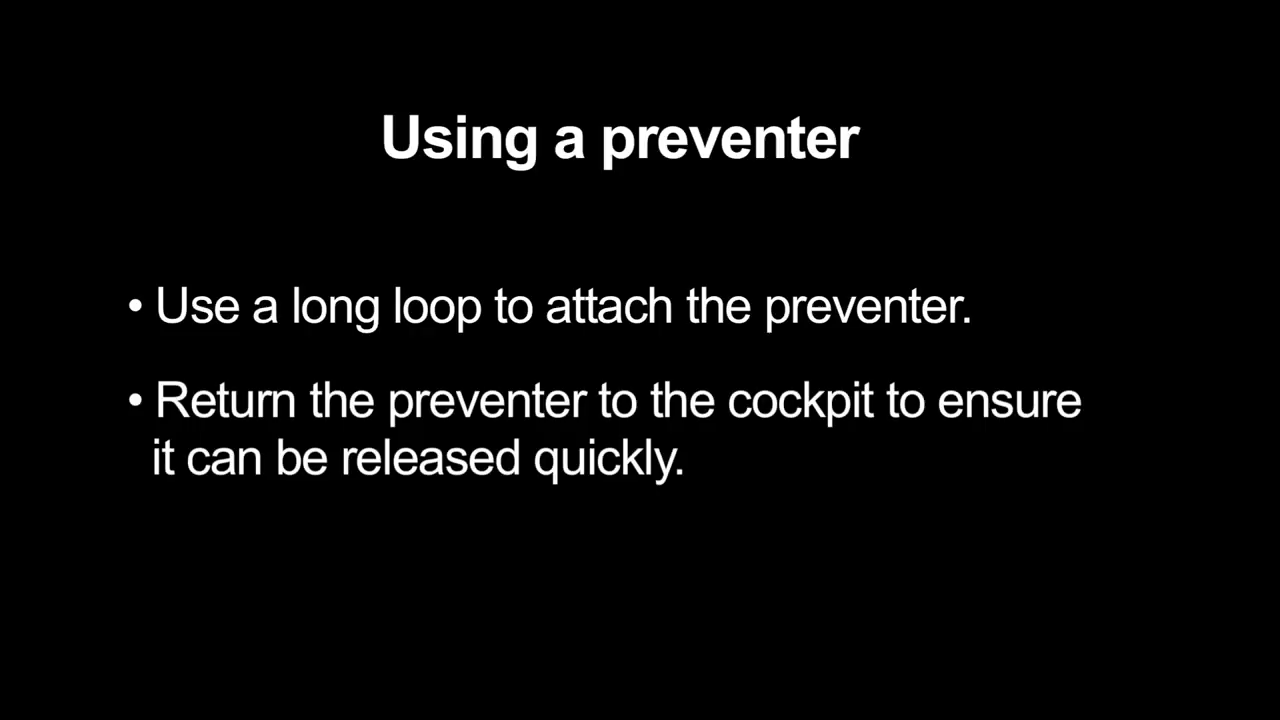 Using a preventer
• Use a long loop to attach the preventer.
• Return the preventer to the cockpit to ensure
it can be released quickly.